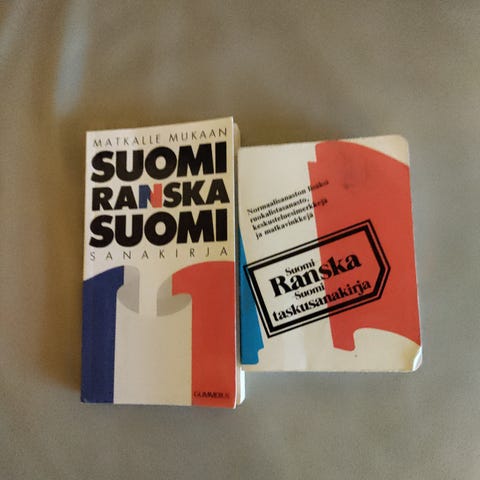 MATKALLE MUKAAN
SUOMI
RANSKA
SUOMI
SANAKIRJA
GUMMERUS
Normaalisanaston lisäksi
ruokalistasanasto,
keskusteluesimerkkejä
ja matkavinkkejä
Suomi
Ranska
Suomi
taskusanakirja